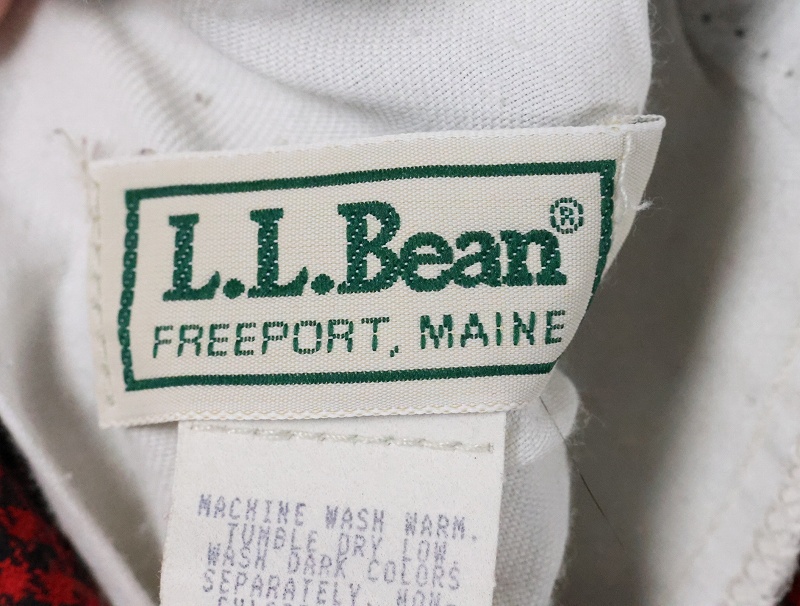 L.L.Bean®
FREEPORT, MAINE
MACHINE WASH WARM.
TUMBLE DRY LOW
WASH DARK COLORS
SEPARATELY.